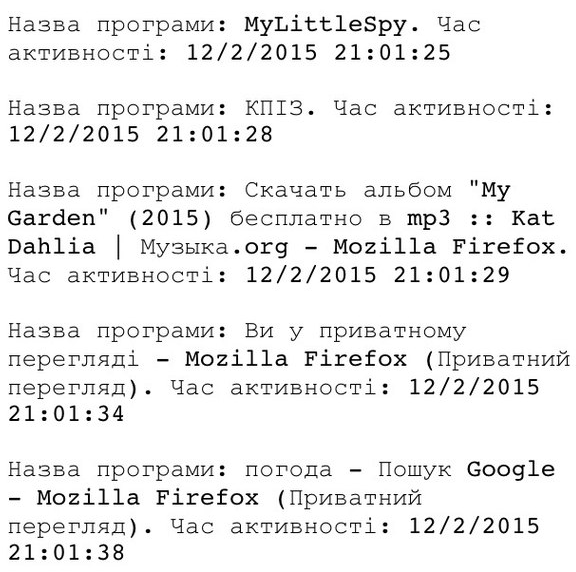 Назва програми: MyLittleSpy. Час
активності: 12/2/2015 21:01:25
Назва програми: КПІЗ. Час активності:
12/2/2015 21:01:28
Назва програми: Скачать альбом "My
Garden" (2015) бесплатно в mp3 :: Kat
Dahlia | Музыка.org – Mozilla Firefox.
Час активності: 12/2/2015 21:01:29
Назва програми: Ви у приватному
перегляді – Mozilla Firefox (Приватний
перегляд). Час активності: 12/2/2015
21:01:34
Назва програми: погода – Пошук Google
– Mozilla Firefox (Приватний
перегляд). Час активності: 12/2/2015
21:01:38